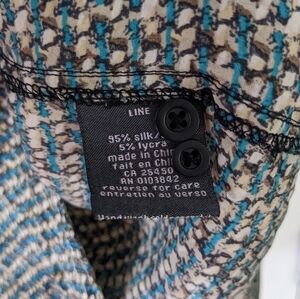 LINE
95% silk/
5% lycra
made in Chi
fait en Chi
CA 25450
RN 0103842
reverse for care
entretien au verso